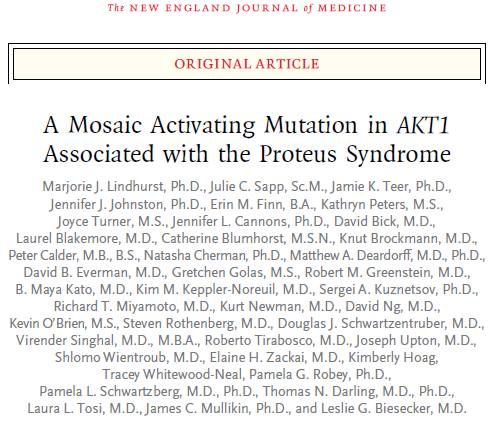 The NEW ENGLAND JOURNAL of MEDICINE
ORIGINAL ARTICLE
A Mosaic Activating Mutation in AKT1
Associated with the Proteus Syndrome
Marjorie J. Lindhurst, Ph.D., Julie C. Sapp, Sc.M., Jamie K. Teer, Ph.D.,
Jennifer J. Johnston, Ph.D., Erin M. Finn, B.A., Kathryn Peters, M.S.,
Joyce Turner, M.S., Jennifer L. Cannons, Ph.D., David Bick, M.D.,
Laurel Blakemore, M.D., Catherine Blumhorst, M.S.N., Knut Brockmann, M.D.,
Peter Calder, M.B., B.S., Natasha Cherman, Ph.D., Matthew A. Deardorff, M.D., Ph.D.,
David B. Everman, M.D., Gretchen Golas, M.S., Robert M. Greenstein, M.D.,
B. Maya Kato, M.D., Kim M. Keppler-Noreuil, M.D., Sergei A. Kuznetsov, Ph.D.,
Richard T. Miyamoto, M.D., Kurt Newman, M.D., David Ng, M.D.,
Kevin O'Brien, M.S., Steven Rothenberg, M.D., Douglas J. Schwartzentruber, M.D.,
Virender Singhal, M.D., M.B.A., Roberto Tirabosco, M.D., Joseph Upton, M.D.,
Shlomo Wientroub, M.D., Elaine H. Zackai, M.D., Kimberly Hoag,
Tracey Whitewood-Neal, Pamela G. Robey, Ph.D.,
Pamela L. Schwartzberg, M.D., Ph.D., Thomas N. Darling, M.D., Ph.D.,
Laura L. Tosi, M.D., James C. Mullikin, Ph.D., and Leslie G. Biesecker, M.D.